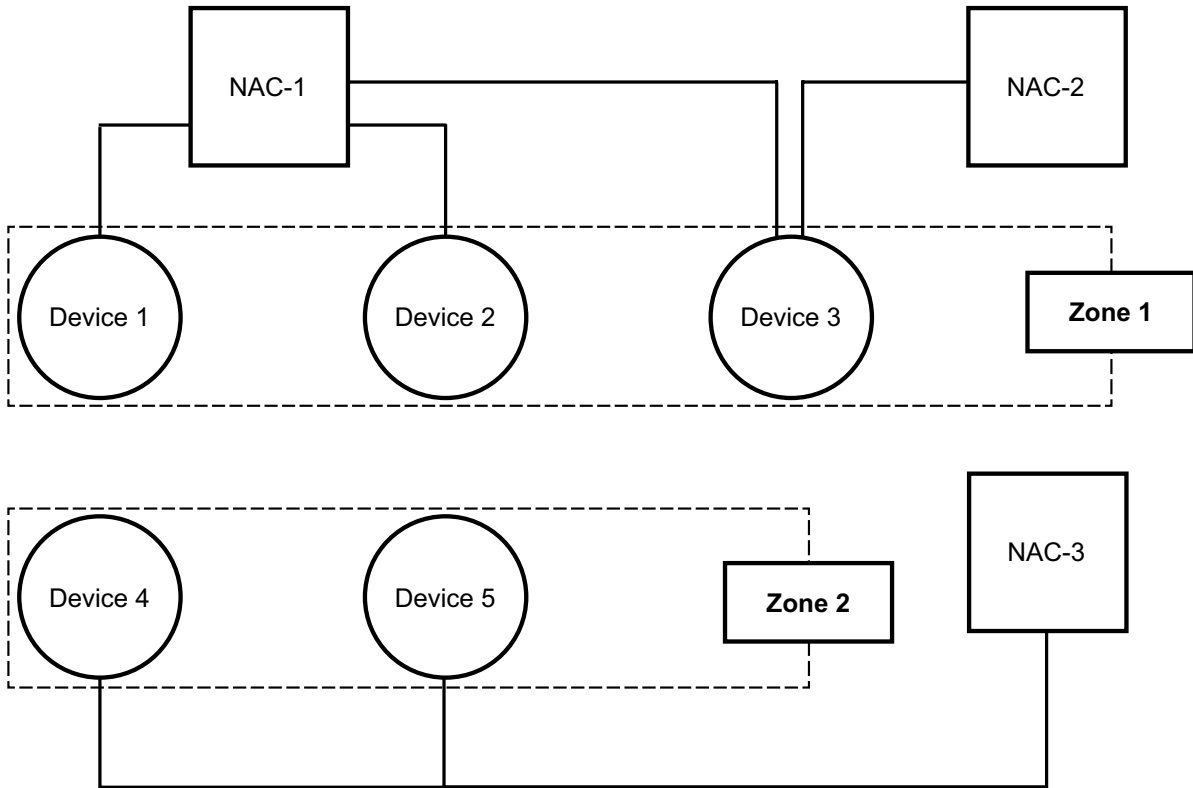 NAC-1
NAC-2
Device 1
Device 2
Device 3
Zone 1
Device 4
Device 5
Zone 2
NAC-3